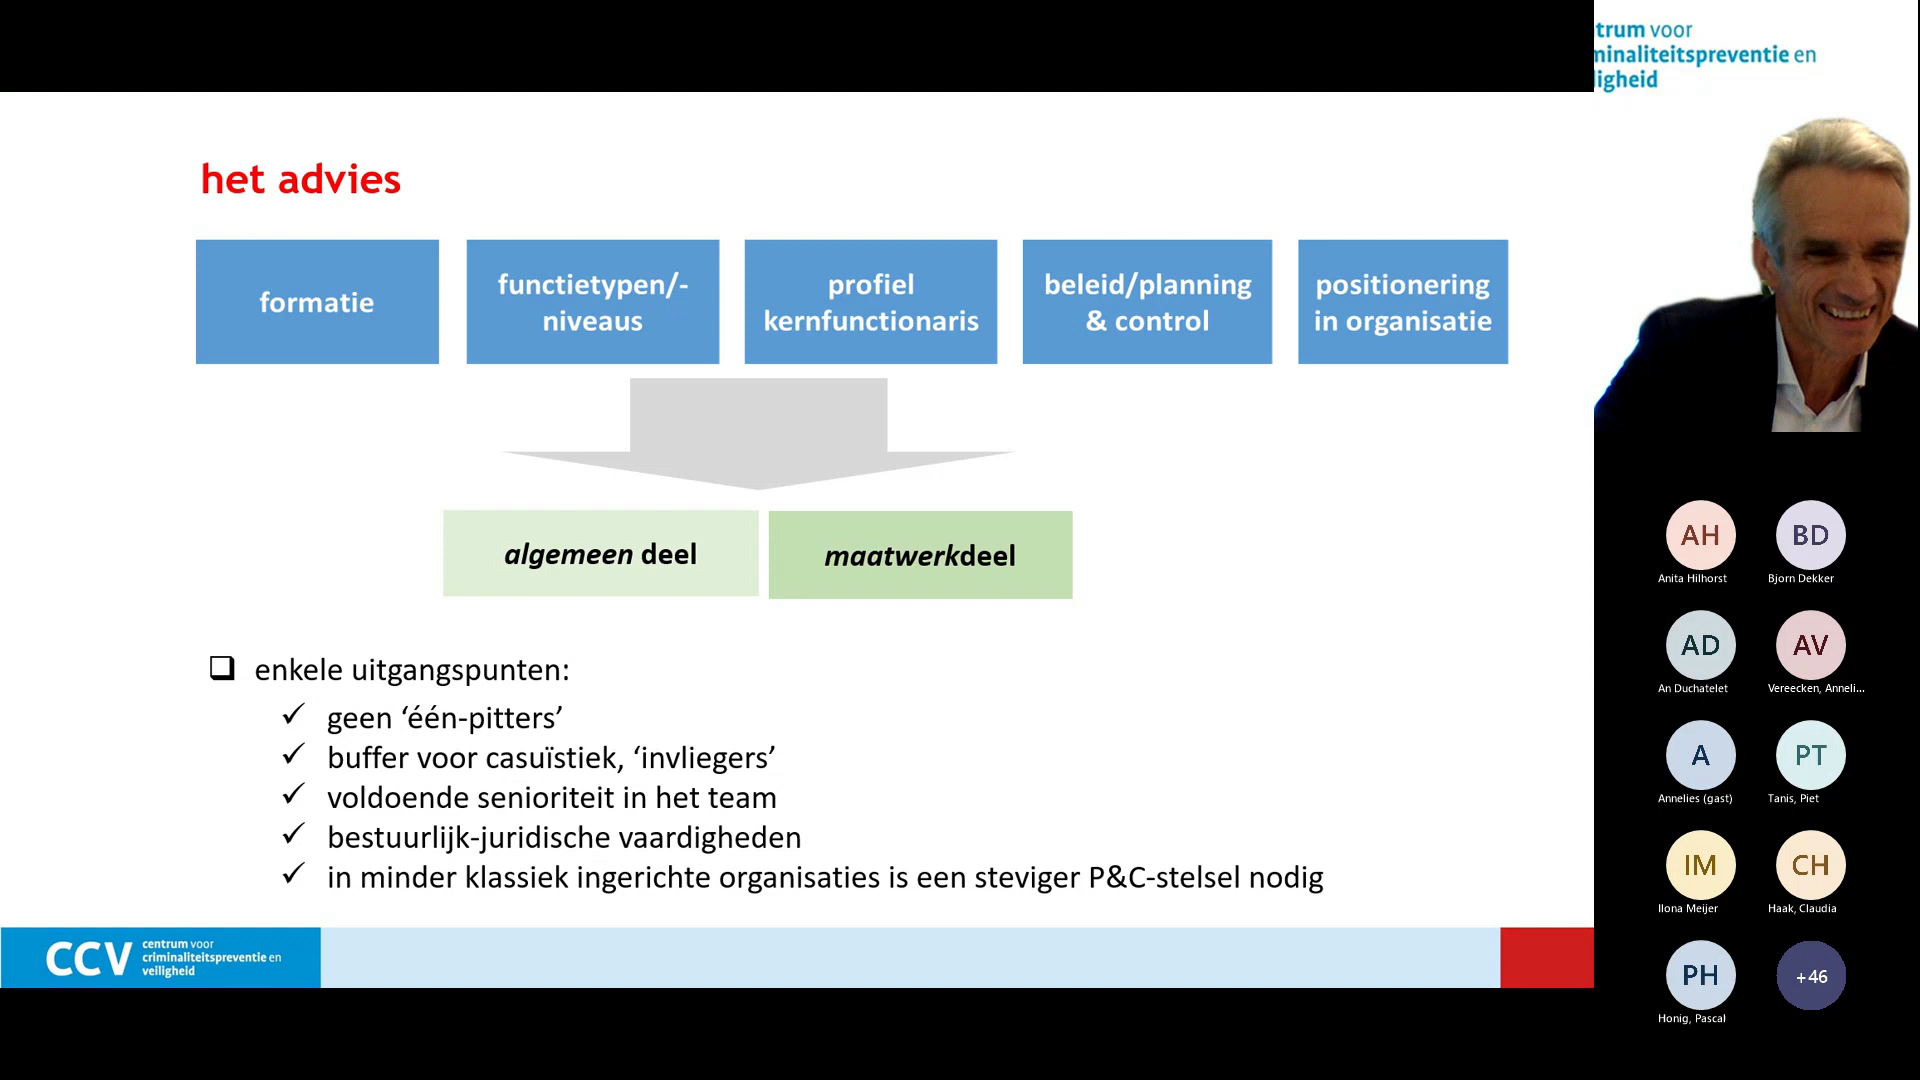 trum voor
minaliteitspreventie en
ligheid
het advies
formatie
functietypen/-
niveaus
profiel
kernfunctionaris
beleid/planning
& control
positionering
in organisatie
algemeen deel
maatwerkdeel
enkele uitgangspunten:
geen ‘één-pitters’
buffer voor casuïstiek, ‘invliegers’
voldoende senioriteit in het team
bestuurlijk-juridische vaardigheden
in minder klassiek ingerichte organisaties is een steviger P&C-stelsel nodig
CCV
centrum voor
criminaliteitspreventie en
veiligheid
AH
Anita Hilhorst
BD
Bjorn Dekker
AD
An Duchatelet
AV
Vereecken, Anneli...
A
Annelies (gast)
PT
Tanis, Piet
IM
Ilona Meijer
CH
Haak, Claudia
PH
Honig, Pascal
+46